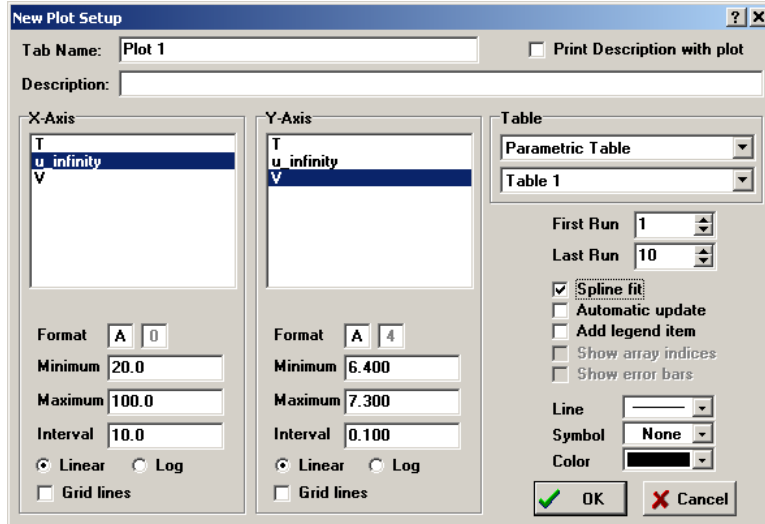 New Plot Setup
Tab Name: Plot 1
Print Description with plot
Description:
X-Axis
T
u_infinity
V
Format A 0
Minimum 20.0
Maximum 100.0
Interval 10.0
Linear Log
Grid lines
Y-Axis
T
u_infinity
V
Format A 4
Minimum 6.400
Maximum 7.300
Interval 0.100
Linear Log
Grid lines
Table
Parametric Table
Table 1
First Run 1
Last Run 10
Spline fit
Automatic update
Add legend item
Show array indices
Show error bars
Line
Symbol None
Color
OK Cancel